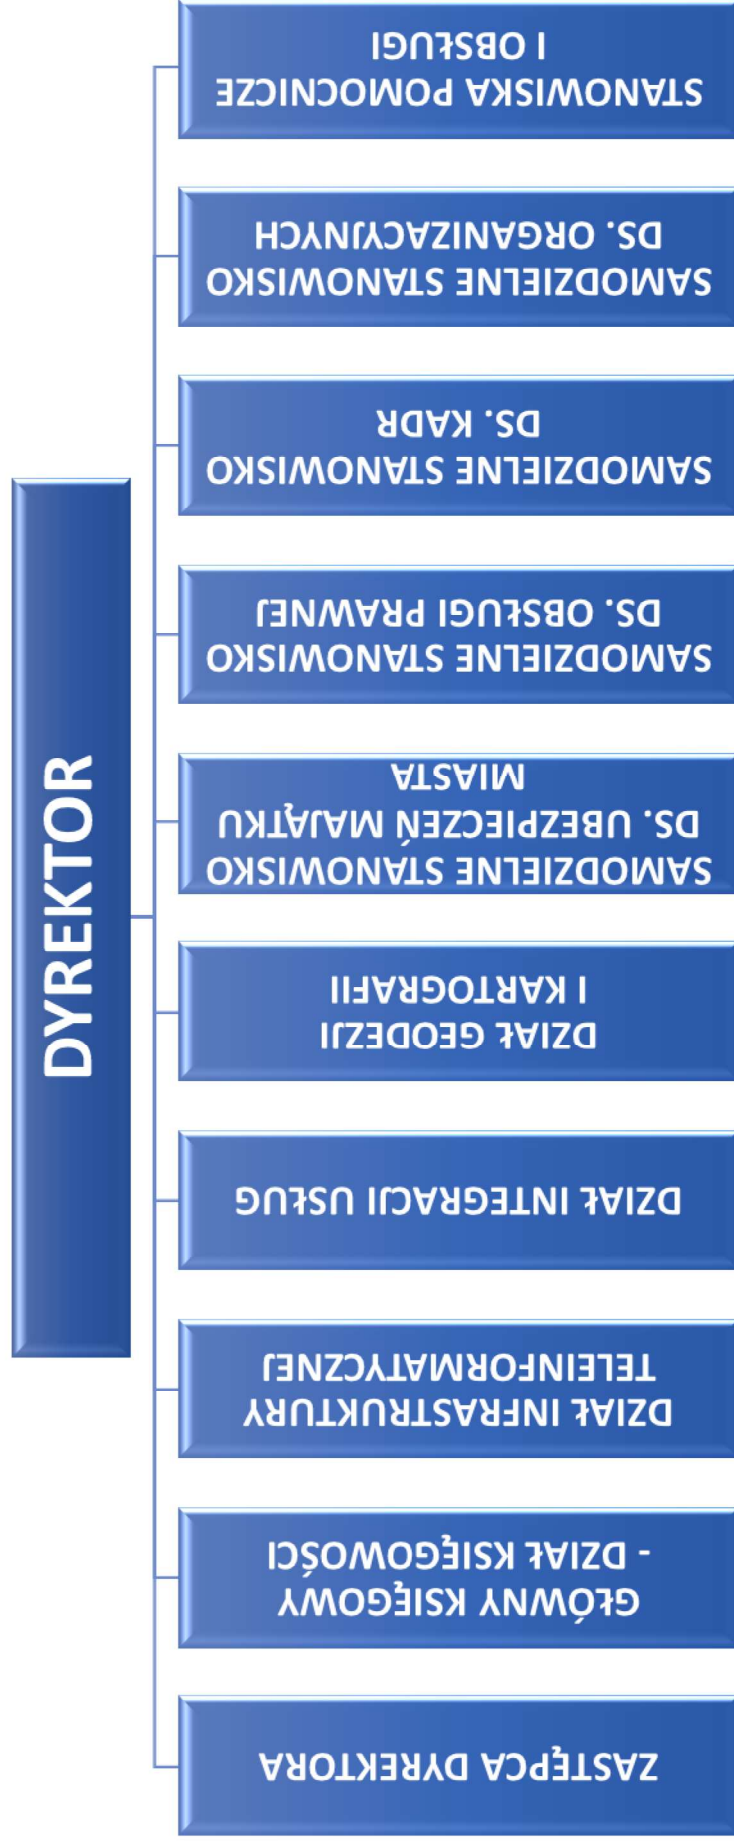 DYREKTOR
ZASTĘPCA DYREKTORA
GŁÓWNY KSIĘGOWY
- DZIAŁ KSIĘGOWOŚCI
DZIAŁ INFRASTRUKTURY
TELEINFORMATYCZNEJ
DZIAŁ INTEGRACJI USŁUG
DZIAŁ GEODEZJI
I KARTOGRAFII
SAMODZIELNE STANOWISKO
DS. UBEZPIECZEŃ MAJĄTKU
MIASTA
SAMODZIELNE STANOWISKO
DS. OBSŁUGI PRAWNEJ
SAMODZIELNE STANOWISKO
DS. KADR
SAMODZIELNE STANOWISKO
DS. ORGANIZACYJNYCH
STANOWISKA POMOCNICZE
I OBSŁUGI